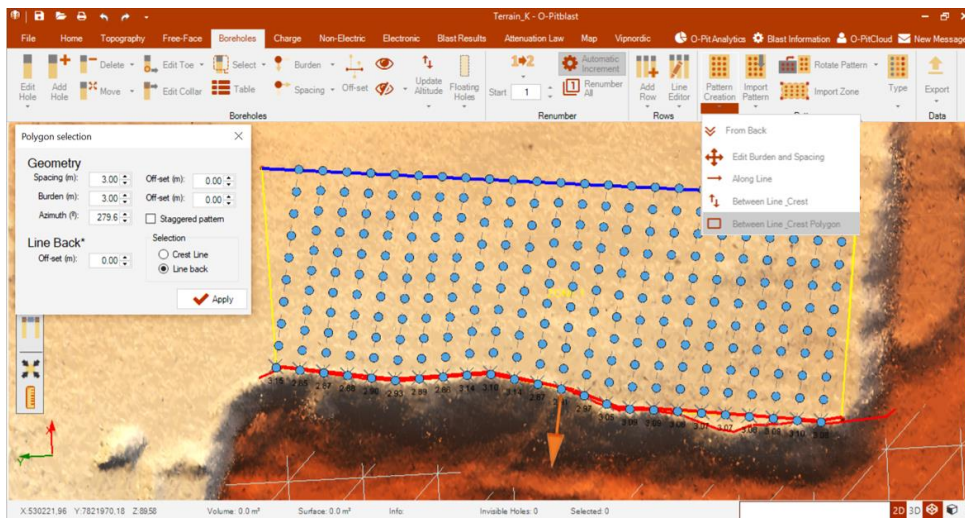 Terrain_K - O-Pitblast
File Home Topography Free-Face Boreholes Charge Non-Electric Electronic Blast Results Attenuation Law Map Vipnordic O-PitAnalytics Blast Information O-PitCloud New Message
Edit Hole
Add Hole
Delete
Move
Edit Toe
Edit Collar
Select
Table
Burden
Spacing
Off-set
Update Altitude
Floating Holes
Boreholes
1
2
Start 1
Automatic Increment
Renumber All
Renumber
Add Row
Line Editor
Rows
Pattern Creation
Import Pattern
Rotate Pattern
Import Zone
Type
Export
Data
From Back
Edit Burden and Spacing
Along Line
Between Line_Crest
Between Line_Crest Polygon
Polygon selection
Geometry
Spacing (m): 3.00 Off-set (m): 0.00
Burden (m): 3.00 Off-set (m): 0.00
Azimuth (º): 279.6 Staggered pattern
Line Back*
Off-set (m): 0.00
Selection
Crest Line
Line back
Apply
X:530221,96 Y:7821970,18 Z:89,58 Volume: 0.0 m³ Surface: 0.0 m² Info: Invisible Holes: 0 Selected: 0 2D 3D